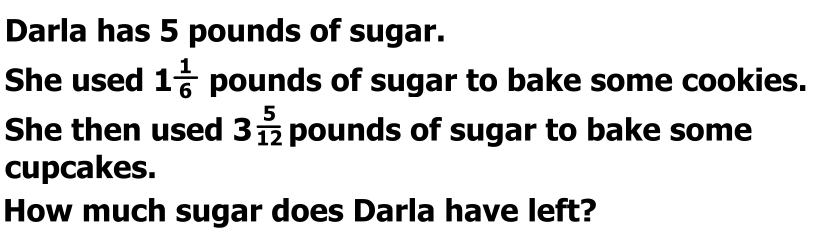 Darla has 5 pounds of sugar.
She used 1 1/6 pounds of sugar to bake some cookies.
She then used 3 5/12 pounds of sugar to bake some
cupcakes.
How much sugar does Darla have left?